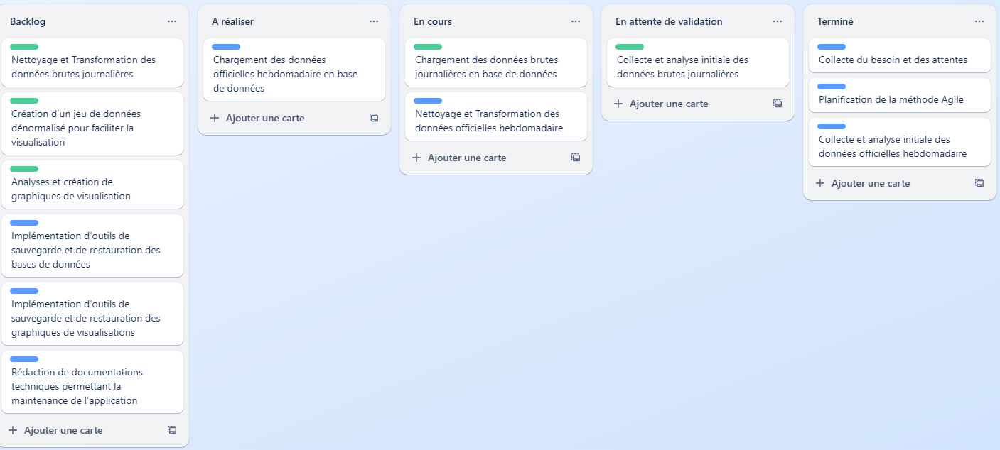 Backlog
Nettoyage et Transformation des
données brutes journalières
Création d’un jeu de données
dénormalisé pour faciliter la
visualisation
Analyses et création de
graphiques de visualisation
Implémentation d’outils de
sauvegarde et de restauration des
bases de données
Implémentation d’outils de
sauvegarde et de restauration des
graphiques de visualisations
Rédaction de documentations
techniques permettant la
maintenance de l’application
Ajouter une carte
A réaliser
Chargement des données
officielles hebdomadaire en base
de données
Ajouter une carte
En cours
Chargement des données brutes
journalières en base de données
Nettoyage et Transformation des
données officielles hebdomadaire
Ajouter une carte
En attente de validation
Collecte et analyse initiale des
données brutes journalières
Ajouter une carte
Terminé
Collecte du besoin et des attentes
Planification de la méthode Agile
Collecte et analyse initiale des
données officielles hebdomadaire
Ajouter une carte